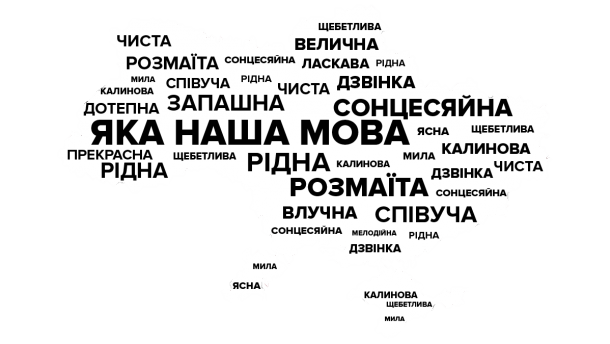 ЩЕБЕТЛИВА
ЧИСТА ВЕЛИЧНА
РОЗМАЇТА СОНЦЕСЯЙНА ЛАСКАВА РІДНА
МИЛА СПІВУЧА РІДНА ЧИСТА ДЗВІНКА
КАЛИНОВА
ДОТЕПНА ЗАПАШНА СОНЦЕСЯЙНА
ЯКА НАША МОВА ЯСНА ЩЕБЕТЛИВА
ПРЕКРАСНА ЩЕБЕТЛИВА РІДНА КАЛИНОВА МИЛА КАЛИНОВА
РІДНА ДЗВІНКА ЧИСТА
РОЗМАЇТА СОНЦЕСЯЙНА
ВЛУЧНА СПІВУЧА
СОНЦЕСЯЙНА МЕЛОДІЙНА РІДНА
ДЗВІНКА
МИЛА
ЯСНА
КАЛИНОВА
ЩЕБЕТЛИВА
МИЛА